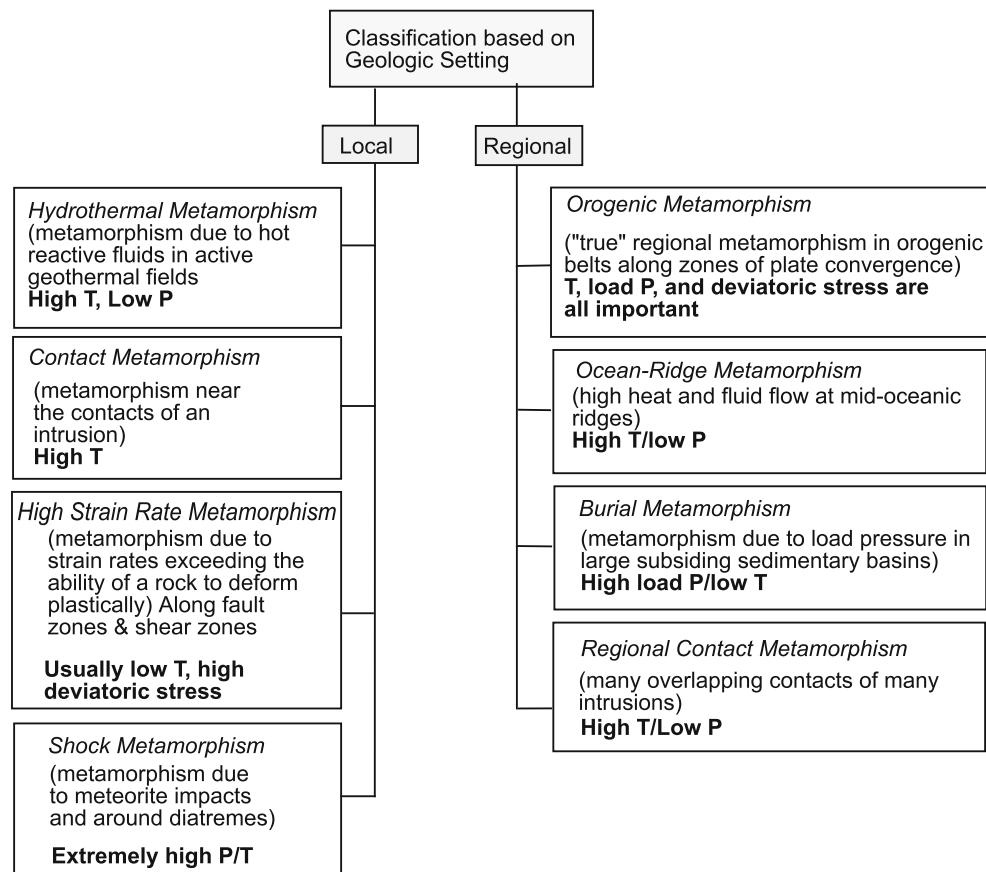 Classification based on
Geologic Setting
Local
Regional
Hydrothermal Metamorphism
(metamorphism due to hot
reactive fluids in active
geothermal fields
High T, Low P
Contact Metamorphism
(metamorphism near
the contacts of an
intrusion)
High T
High Strain Rate Metamorphism
(metamorphism due to
strain rates exceeding the
ability of a rock to deform
plastically) Along fault
zones & shear zones
Usually low T, high
deviatoric stress
Shock Metamorphism
(metamorphism due
to meteorite impacts
and around diatremes)
Extremely high P/T
Orogenic Metamorphism
("true" regional metamorphism in orogenic
belts along zones of plate convergence)
T, load P, and deviatoric stress are
all important
Ocean-Ridge Metamorphism
(high heat and fluid flow at mid-oceanic
ridges)
High T/low P
Burial Metamorphism
(metamorphism due to load pressure in
large subsiding sedimentary basins)
High load P/low T
Regional Contact Metamorphism
(many overlapping contacts of many
intrusions)
High T/Low P